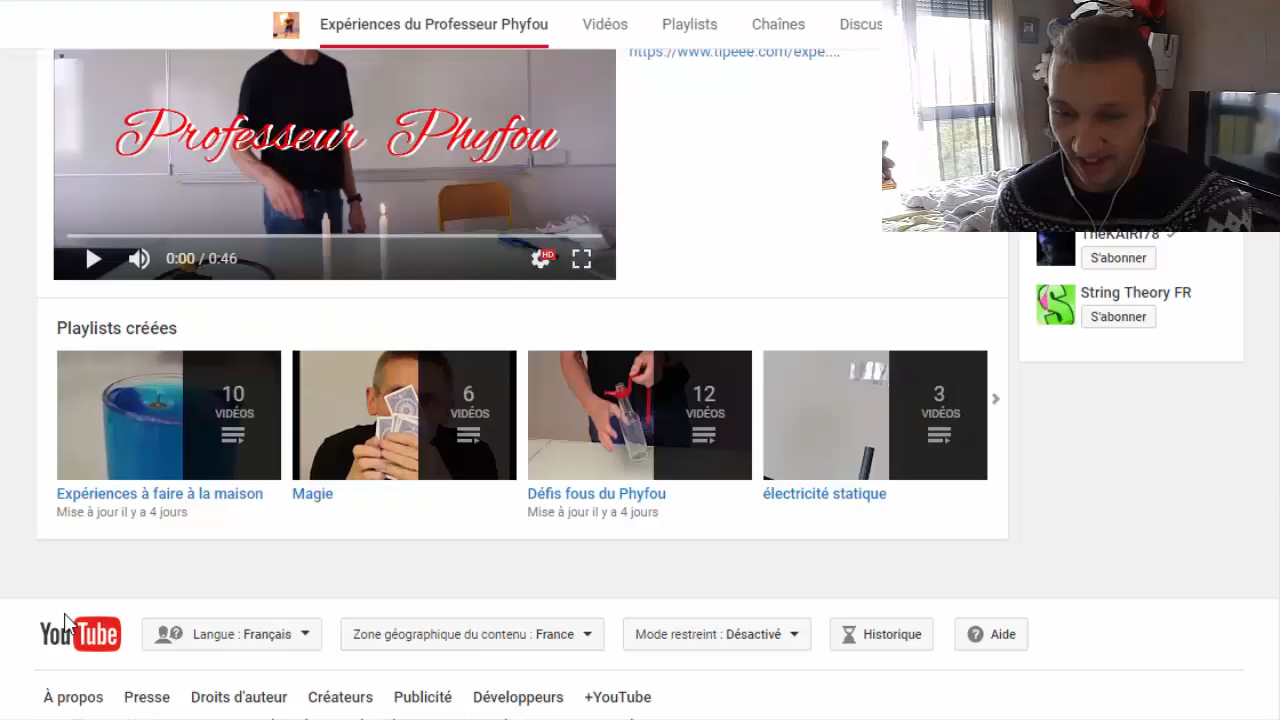 Expériences du Professeur Phyfou Vidéos Playlists Chaînes Discus
https://www.tipeee.com/expe....
Professeur Phyfou
0:00 / 0:46
HD
TheKAIRI78
S'abonner
String Theory FR
S'abonner
Playlists créées
10
VIDÉOS
6
VIDÉOS
12
VIDÉOS
3
VIDÉOS
Expériences à faire à la maison
Mise à jour il y a 4 jours
Magie
Défis fous du Phyfou
Mise à jour il y a 4 jours
électricité statique
YouTube
Langue : Français
Zone géographique du contenu : France
Mode restreint : Désactivé
Historique
Aide
À propos Presse Droits d'auteur Créateurs Publicité Développeurs +YouTube